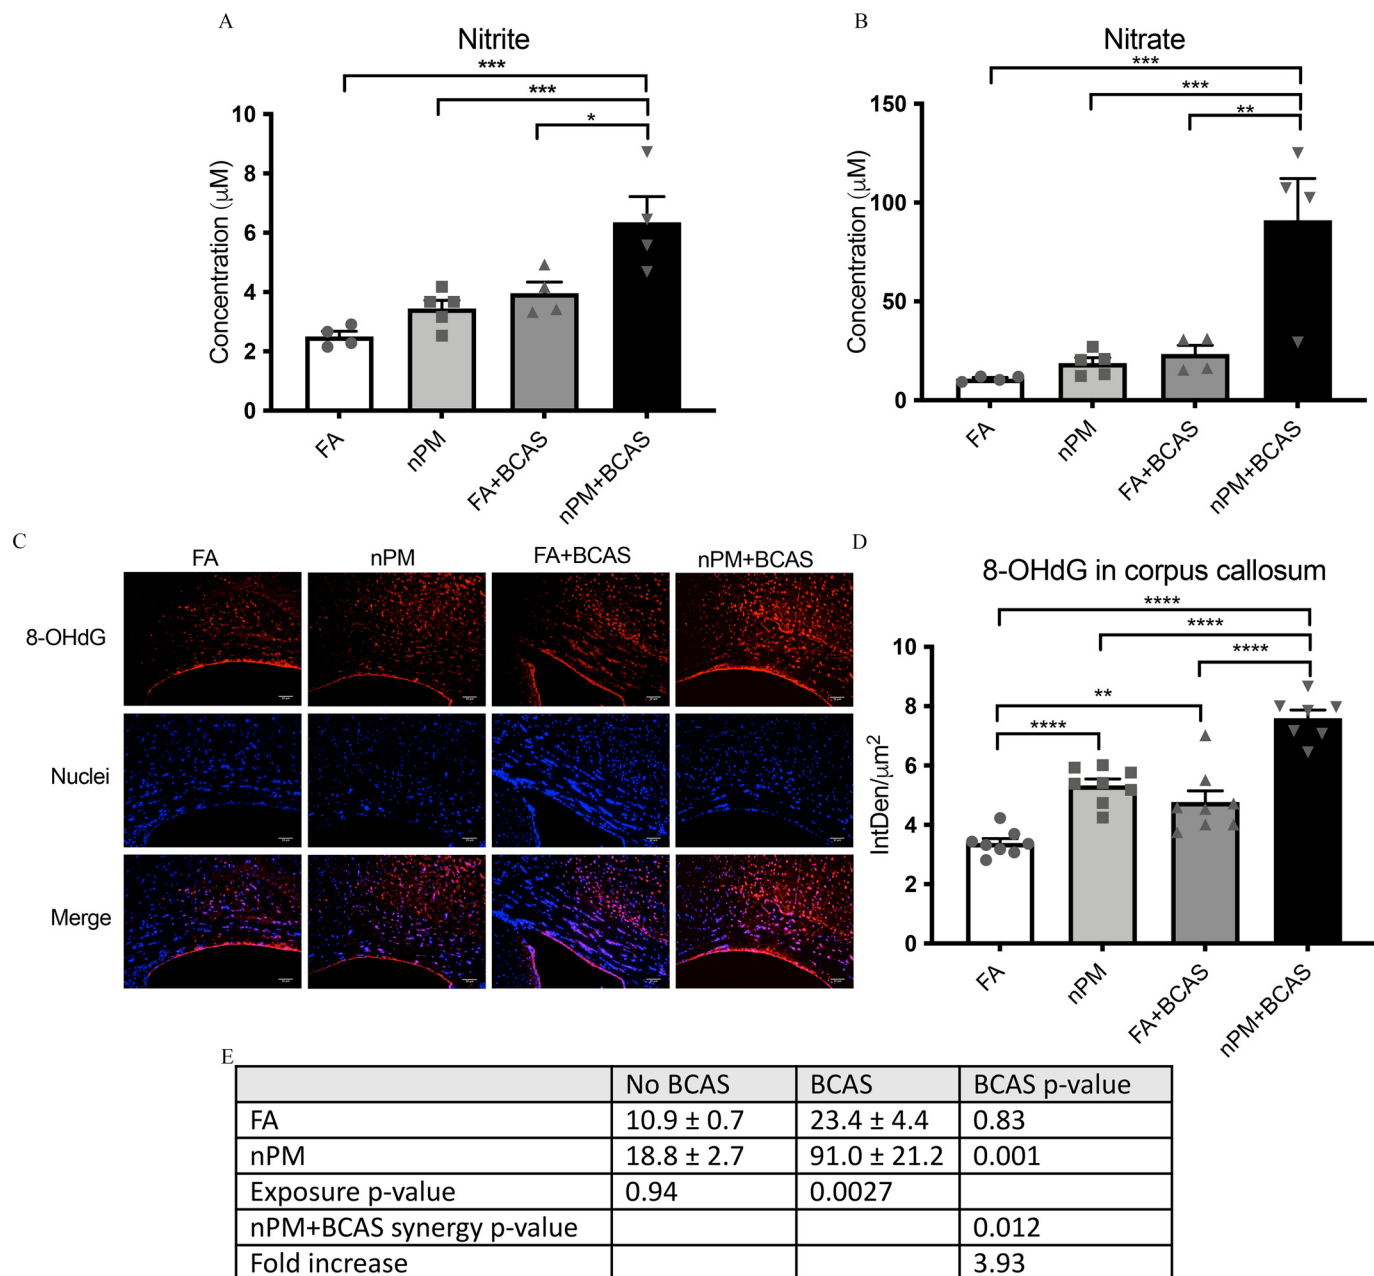 A
Nitrite
***
***
*
Concentration (μM)
10
8
6
4
2
0
FA
nPM
FA+BCAS
nPM+BCAS
B
Nitrate
***
***
**
Concentration (μM)
150
100
50
0
FA
nPM
FA+BCAS
nPM+BCAS
C
FA nPM FA+BCAS nPM+BCAS
8-OHdG
Nuclei
Merge
D
8-OHdG in corpus callosum
****
****
****
**
****
IntDen/μm²
10
8
6
4
2
0
FA
nPM
FA+BCAS
nPM+BCAS
E
No BCAS BCAS BCAS p-value
FA 10.9 ± 0.7 23.4 ± 4.4 0.83
nPM 18.8 ± 2.7 91.0 ± 21.2 0.001
Exposure p-value 0.94 0.0027
nPM+BCAS synergy p-value 0.012
Fold increase 3.93